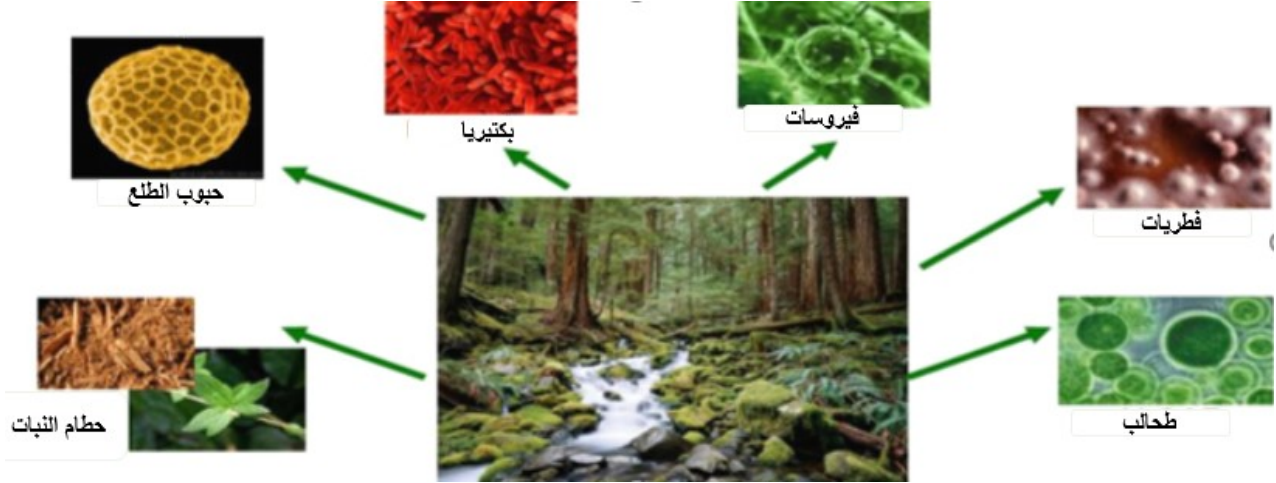 فيروسات
بكتيريا
حبوب الطلع
فطريات
طحالب
حطام النبات